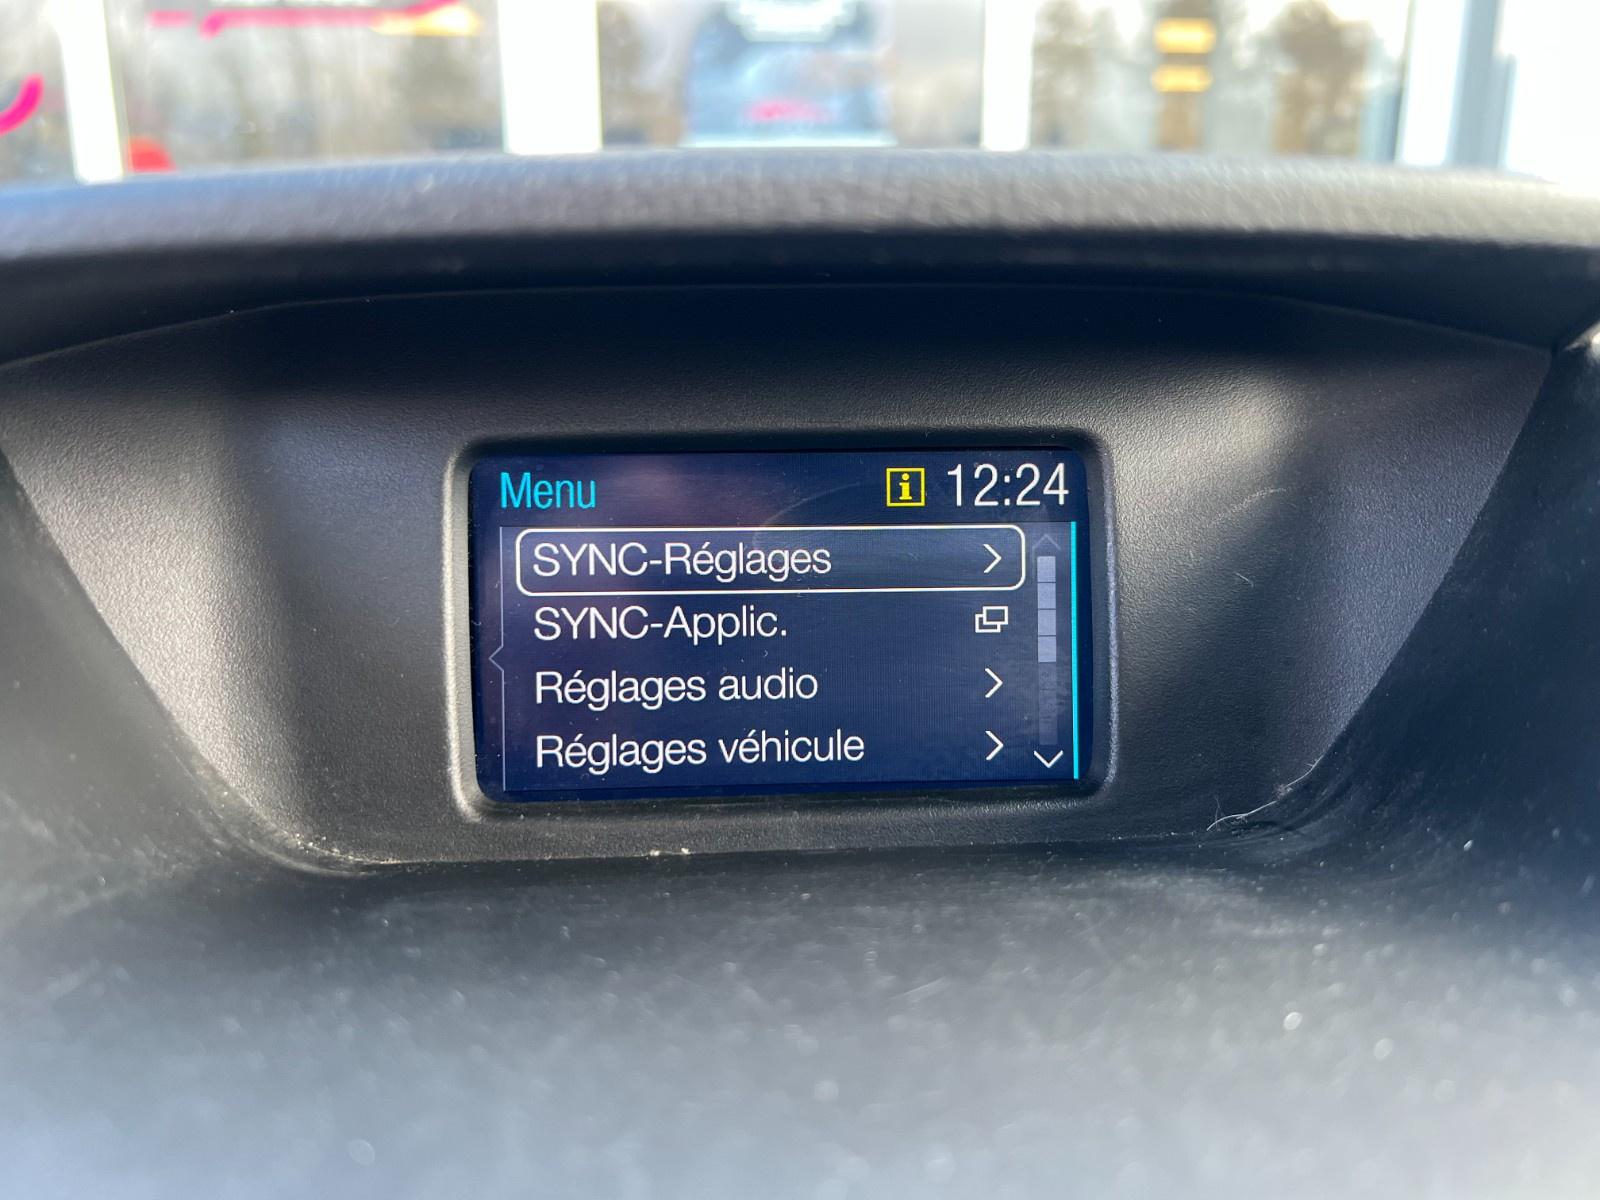 Menu i 12:24
SYNC-Réglages
SYNC-Applic.
Réglages audio
Réglages véhicule